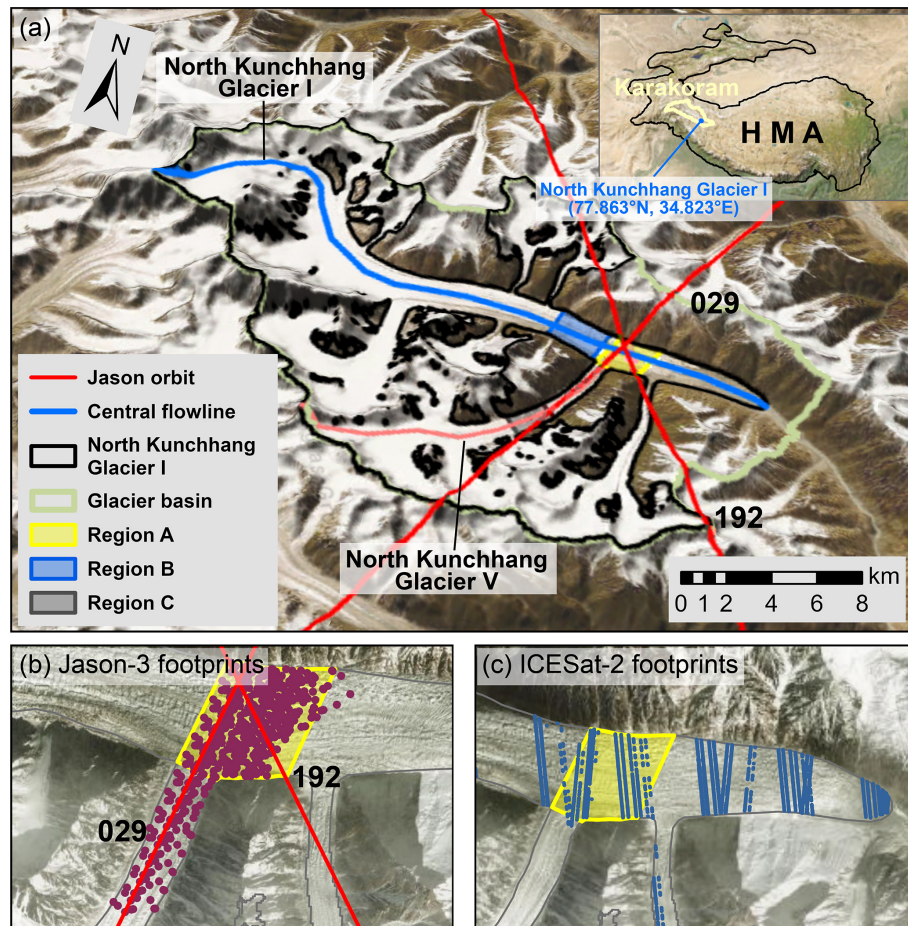 (a)
N
North Kunchhang
Glacier I
Karakoram
H M A
North Kunchhang Glacier I
(77.863°N, 34.823°E)
029
Jason orbit
Central flowline
North Kunchhang
Glacier I
Glacier basin
Region A
Region B
Region C
192
North Kunchhang
Glacier V
km
0 1 2 4 6 8
(b) Jason-3 footprints
192
029
(c) ICESat-2 footprints